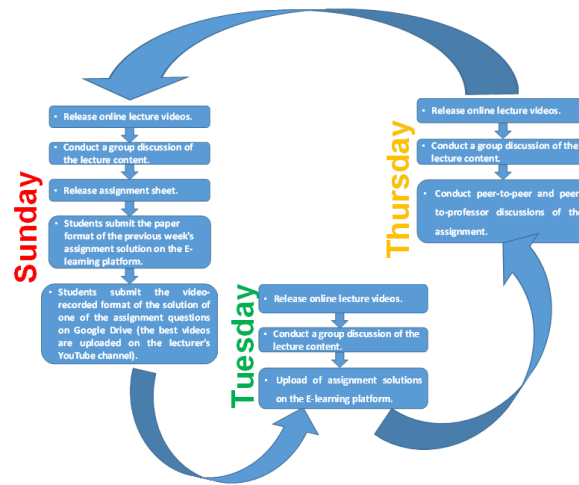 Sunday
• Release online lecture videos.
• Conduct a group discussion of
the lecture content.
• Release assignment sheet.
• Students submit the paper
format of the previous week's
assignment solution on the E-
learning platform.
• Students submit the video-
recorded format of the solution of
one of the assignment questions
on Google Drive (the best videos
are uploaded on the lecturer's
YouTube channel).
Tuesday
• Release online lecture videos.
• Conduct a group discussion of the
lecture content.
• Upload of assignment solutions
on the E-learning platform.
Thursday
• Release online lecture videos.
• Conduct a group discussion of the
lecture content.
• Conduct peer-to-peer and peer-
to-professor discussions of the
assignment.